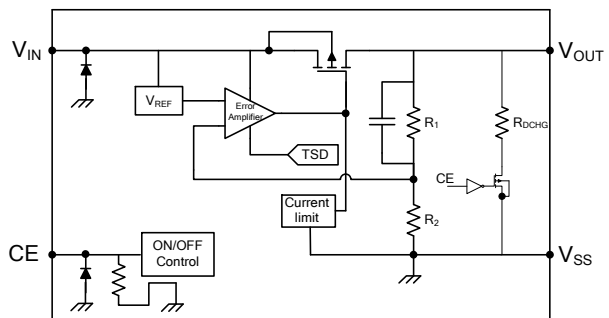 VIN
VOUT
VREF
Error
Amplifier
R1
RDCHG
TSD
CE
Current
limit
R2
CE
ON/OFF
Control
VSS